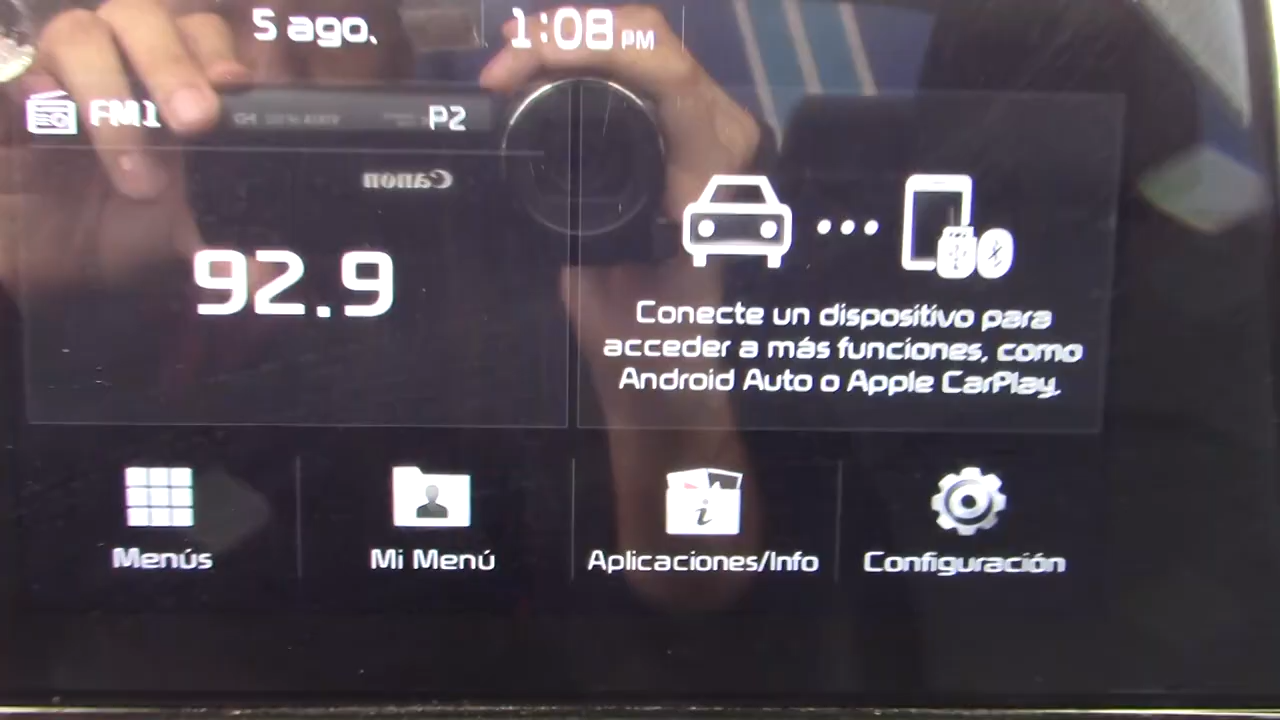 5 ago. 1:08 PM
FM1 P2
Canon
92.9
Conecte un dispositivo para
acceder a más funciones, como
Android Auto o Apple CarPlay.
Menús Mi Menú Aplicaciones/Info Configuración